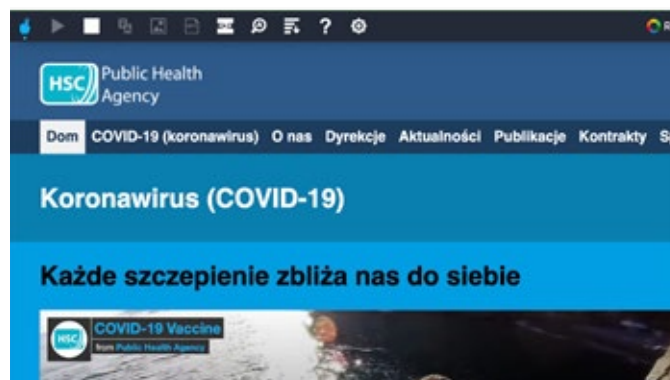 ?
R
HSC Public Health
Agency
Dom COVID-19 (koronawirus) O nas Dyrekcje Aktualności Publikacje Kontrakty S
Koronawirus (COVID-19)
Każde szczepienie zbliża nas do siebie
HSC COVID-19 Vaccine
from Public Health Agency